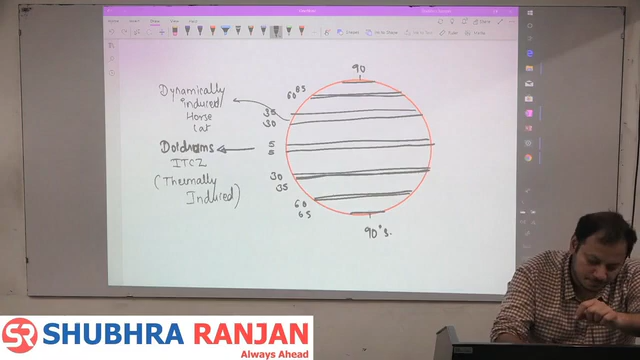 90
60 65
Dynamically
induced
Horse
Lat
35
30
5
5
Doldrums
ITCZ
(Thermally
Induced)
30
35
60
65
90°S.
SR SHUBHRA RANJAN
Always Ahead